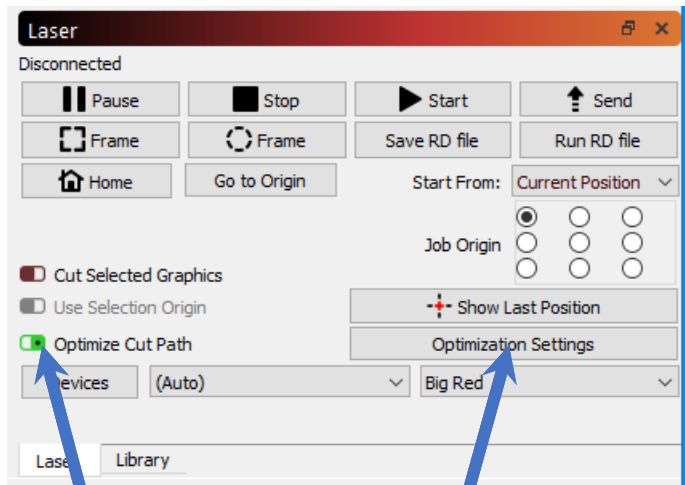 Laser
Disconnected
Pause Stop Start Send
Frame Frame Save RD file Run RD file
Home Go to Origin Start From: Current Position
Job Origin
Cut Selected Graphics
Use Selection Origin Show Last Position
Optimize Cut Path Optimization Settings
Devices (Auto) Big Red
Laser Library